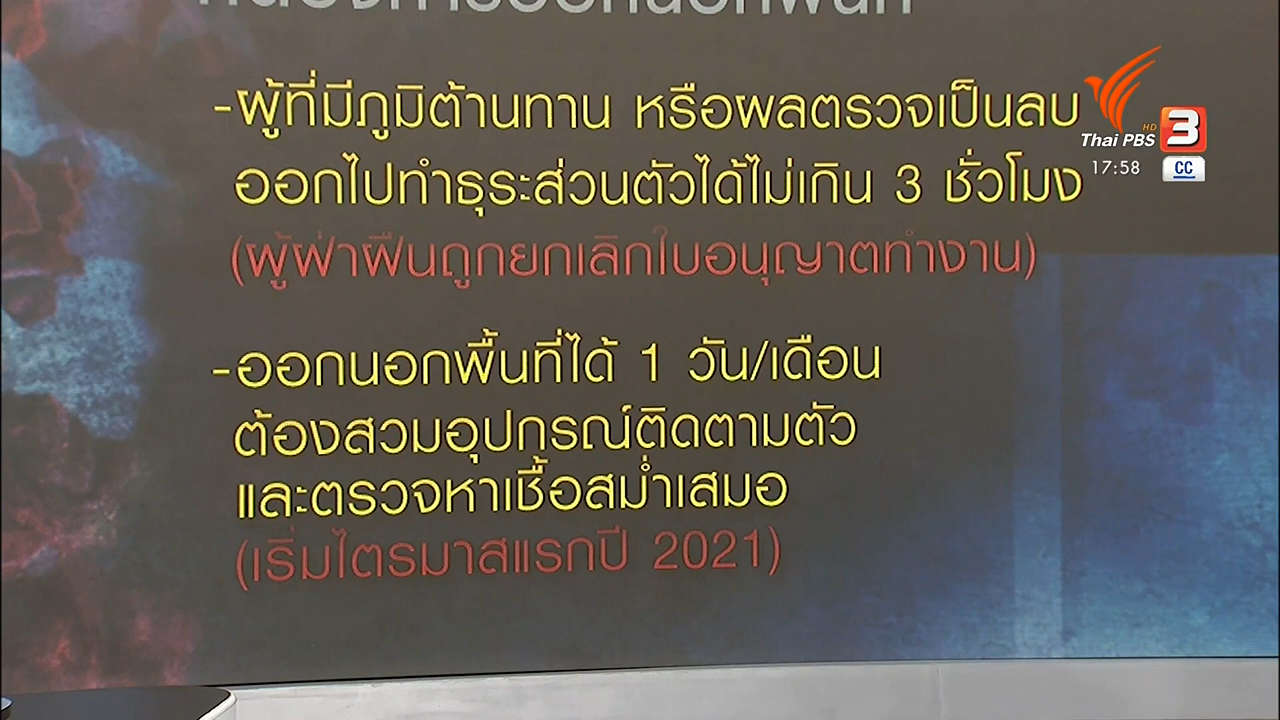 -ผู้ที่มีภูมิต้านทาน หรือผลตรวจเป็นลบ
ออกไปทำธุระส่วนตัวได้ไม่เกิน 3 ชั่วโมง
(ผู้ฝ่าฝืนถูกยกเลิกใบอนุญาตทำงาน)
-ออกนอกพื้นที่ได้ 1 วัน/เดือน
ต้องสวมอุปกรณ์ติดตามตัว
และตรวจหาเชื้อสม่ำเสมอ
(เริ่มไตรมาสแรกปี 2021)
Thai PBS HD 3
17:58 CC